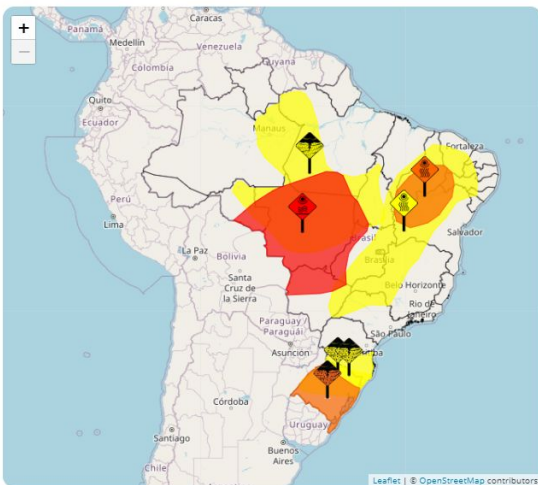 +
Caracas
Panamá
Medellín
Venezuela
Guyana
Colombia
Quito
Ecuador
Manaus
Fortaleza
Perú
Lima
Salvador
Brasil
Brasília
La Paz
Bolivia
Santa
Cruz de
la Sierra
Belo Horizonte
Rio de
Janeiro
Paraguay /
Paraguái
São Paulo
Asunción
Córdoba
Uruguay
Santiago
Buenos
Aires
Chile
Leaflet | © OpenStreetMap contributors